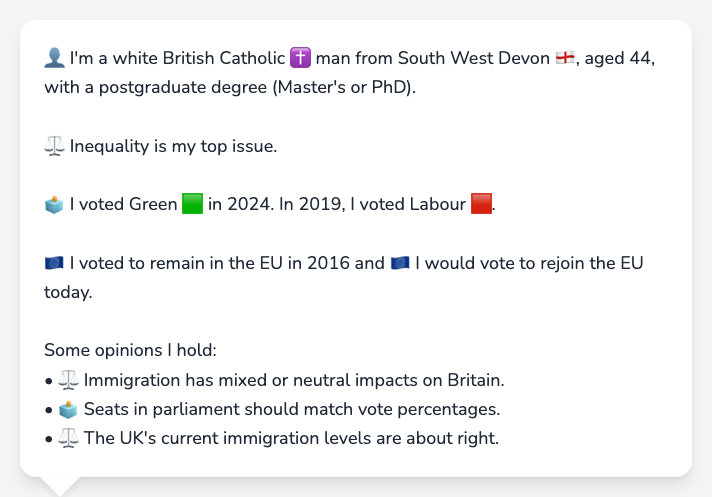 👤 I'm a white British Catholic ✝️ man from South West Devon 🏴󠁧󠁢󠁥󠁮󠁧󠁿, aged 44,
with a postgraduate degree (Master's or PhD).
⚖️ Inequality is my top issue.
🗳️ I voted Green 🟩 in 2024. In 2019, I voted Labour 🟥.
🇪🇺 I voted to remain in the EU in 2016 and 🇪🇺 I would vote to rejoin the EU
today.
Some opinions I hold:
• ⚖️ Immigration has mixed or neutral impacts on Britain.
• 🗳️ Seats in parliament should match vote percentages.
• ⚖️ The UK's current immigration levels are about right.